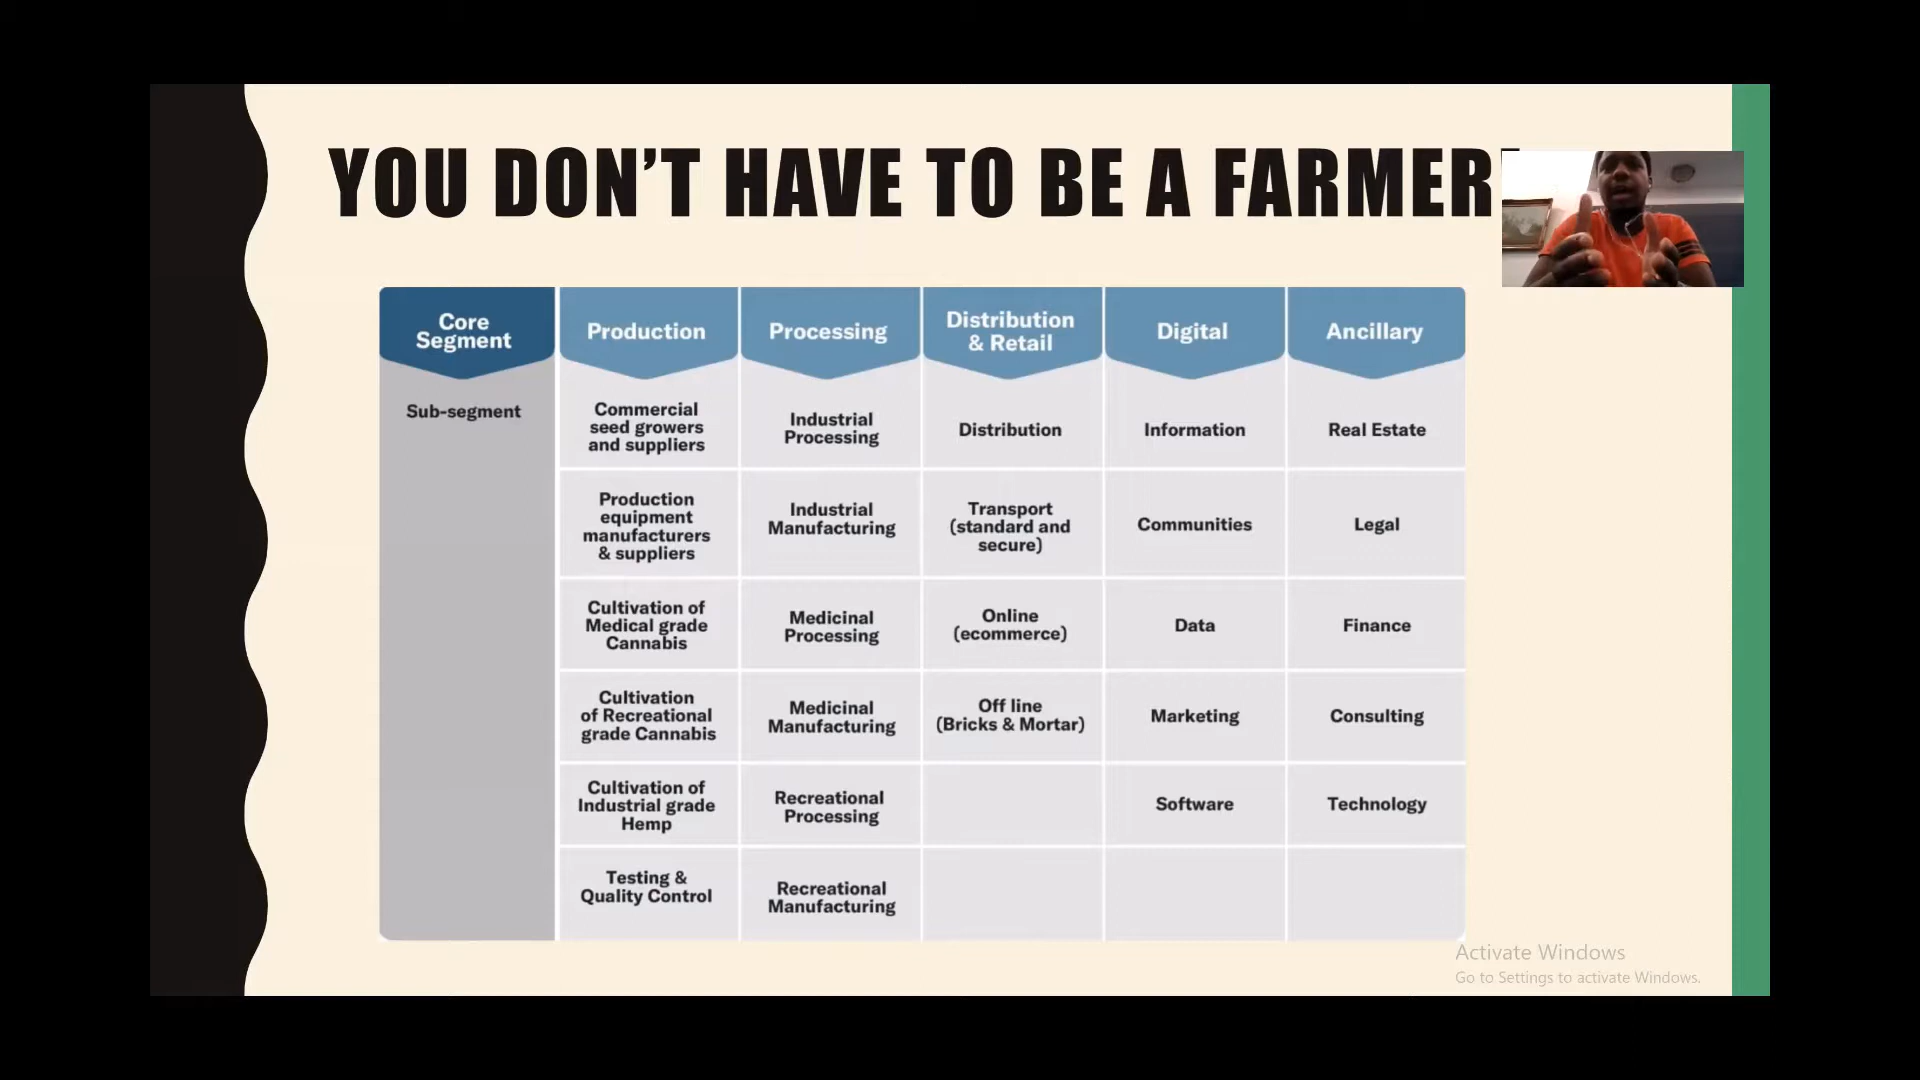 YOU DON'T HAVE TO BE A FARMER!
Core
Segment
Production
Processing
Distribution
& Retail
Digital
Ancillary
Sub-segment
Commercial
seed growers
and suppliers
Industrial
Processing
Distribution
Information
Real Estate
Production
equipment
manufacturers
& suppliers
Industrial
Manufacturing
Transport
(standard and
secure)
Communities
Legal
Cultivation of
Medical grade
Cannabis
Medicinal
Processing
Online
(ecommerce)
Data
Finance
Cultivation
of Recreational
grade Cannabis
Medicinal
Manufacturing
Off line
(Bricks & Mortar)
Marketing
Consulting
Cultivation of
Industrial grade
Hemp
Recreational
Processing
Software
Technology
Testing &
Quality Control
Recreational
Manufacturing
Activate Windows
Go to Settings to activate Windows.